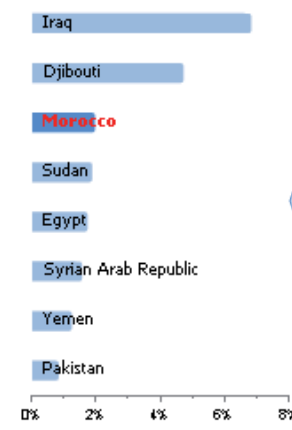 Iraq
Djibouti
Morocco
Sudan
Egypt
Syrian Arab Republic
Yemen
Pakistan
0% 2% 4% 6% 8%